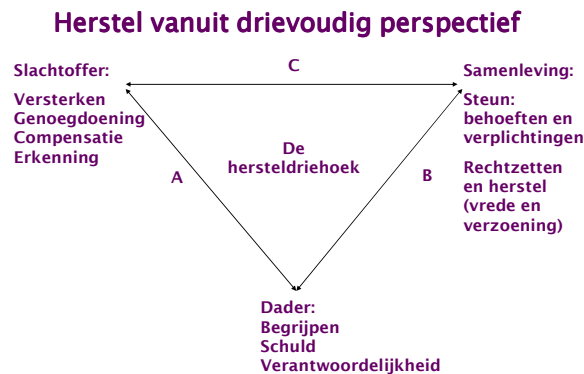 Herstel vanuit drievoudig perspectief
C
Slachtoffer:
Versterken
Genoegdoening
Compensatie
Erkenning
Samenleving:
Steun:
behoeften en
verplichtingen
Rechtzetten
en herstel
(vrede en
verzoening)
De
hersteldriehoek
A
B
Dader:
Begrijpen
Schuld
Verantwoordelijkheid